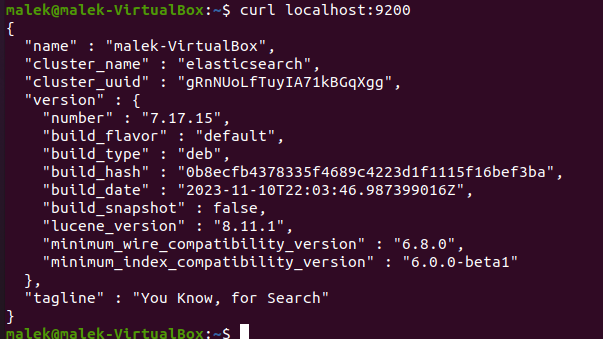 malek@malek-VirtualBox:~$ curl localhost:9200
{
  "name" : "malek-VirtualBox",
  "cluster_name" : "elasticsearch",
  "cluster_uuid" : "gRnNUoLfTuyIA71kBGqXgg",
  "version" : {
    "number" : "7.17.15",
    "build_flavor" : "default",
    "build_type" : "deb",
    "build_hash" : "0b8ecfb4378335f4689c4223d1f1115f16bef3ba",
    "build_date" : "2023-11-10T22:03:46.987399016Z",
    "build_snapshot" : false,
    "lucene_version" : "8.11.1",
    "minimum_wire_compatibility_version" : "6.8.0",
    "minimum_index_compatibility_version" : "6.0.0-beta1"
  },
  "tagline" : "You Know, for Search"
}
malek@malek-VirtualBox:~$